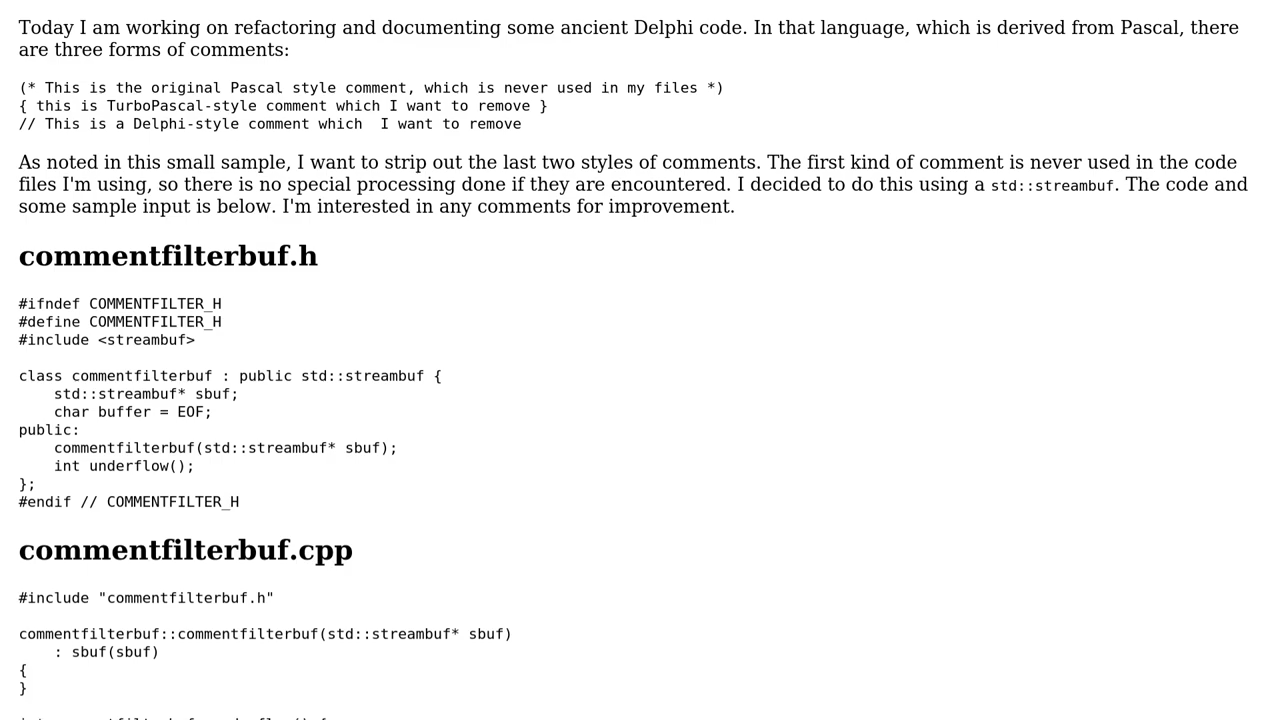 Today I am working on refactoring and documenting some ancient Delphi code. In that language, which is derived from Pascal, there
are three forms of comments:
(* This is the original Pascal style comment, which is never used in my files *)
{ this is TurboPascal-style comment which I want to remove }
// This is a Delphi-style comment which  I want to remove
As noted in this small sample, I want to strip out the last two styles of comments. The first kind of comment is never used in the code
files I'm using, so there is no special processing done if they are encountered. I decided to do this using a std::streambuf. The code and
some sample input is below. I'm interested in any comments for improvement.
commentfilterbuf.h
#ifndef COMMENTFILTER_H
#define COMMENTFILTER_H
#include <streambuf>
class commentfilterbuf : public std::streambuf {
    std::streambuf* sbuf;
    char buffer = EOF;
public:
    commentfilterbuf(std::streambuf* sbuf);
    int underflow();
};
#endif // COMMENTFILTER_H
commentfilterbuf.cpp
#include "commentfilterbuf.h"
commentfilterbuf::commentfilterbuf(std::streambuf* sbuf)
    : sbuf(sbuf)
{
}